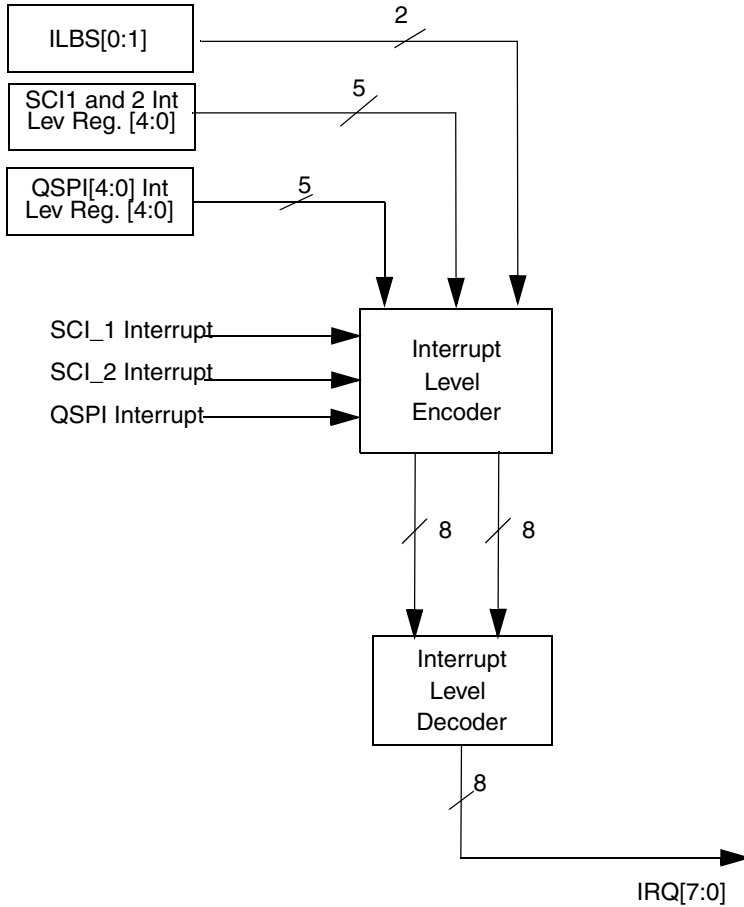 ILBS[0:1]
2
SCI1 and 2 Int
Lev Reg. [4:0]
5
QSPI[4:0] Int
Lev Reg. [4:0]
5
SCI_1 Interrupt
SCI_2 Interrupt
QSPI Interrupt
Interrupt
Level
Encoder
8
8
Interrupt
Level
Decoder
8
IRQ[7:0]